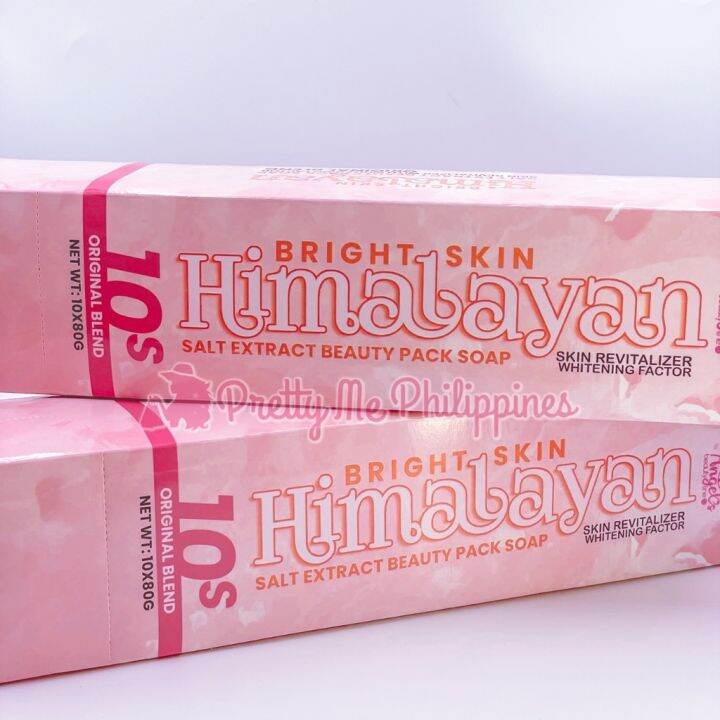 BRIGHT SKIN
Himalayan
SALT EXTRACT BEAUTY PACK SOAP
SKIN REVITALIZER
WHITENING FACTOR
10s
ORIGINAL BLEND
NET WT: 10X80G
Pretty Me Philippines
BRIGHT SKIN
Himalayan
SALT EXTRACT BEAUTY PACK SOAP
SKIN REVITALIZER
WHITENING FACTOR
10s
ORIGINAL BLEND
NET WT: 10X80G
Angel's